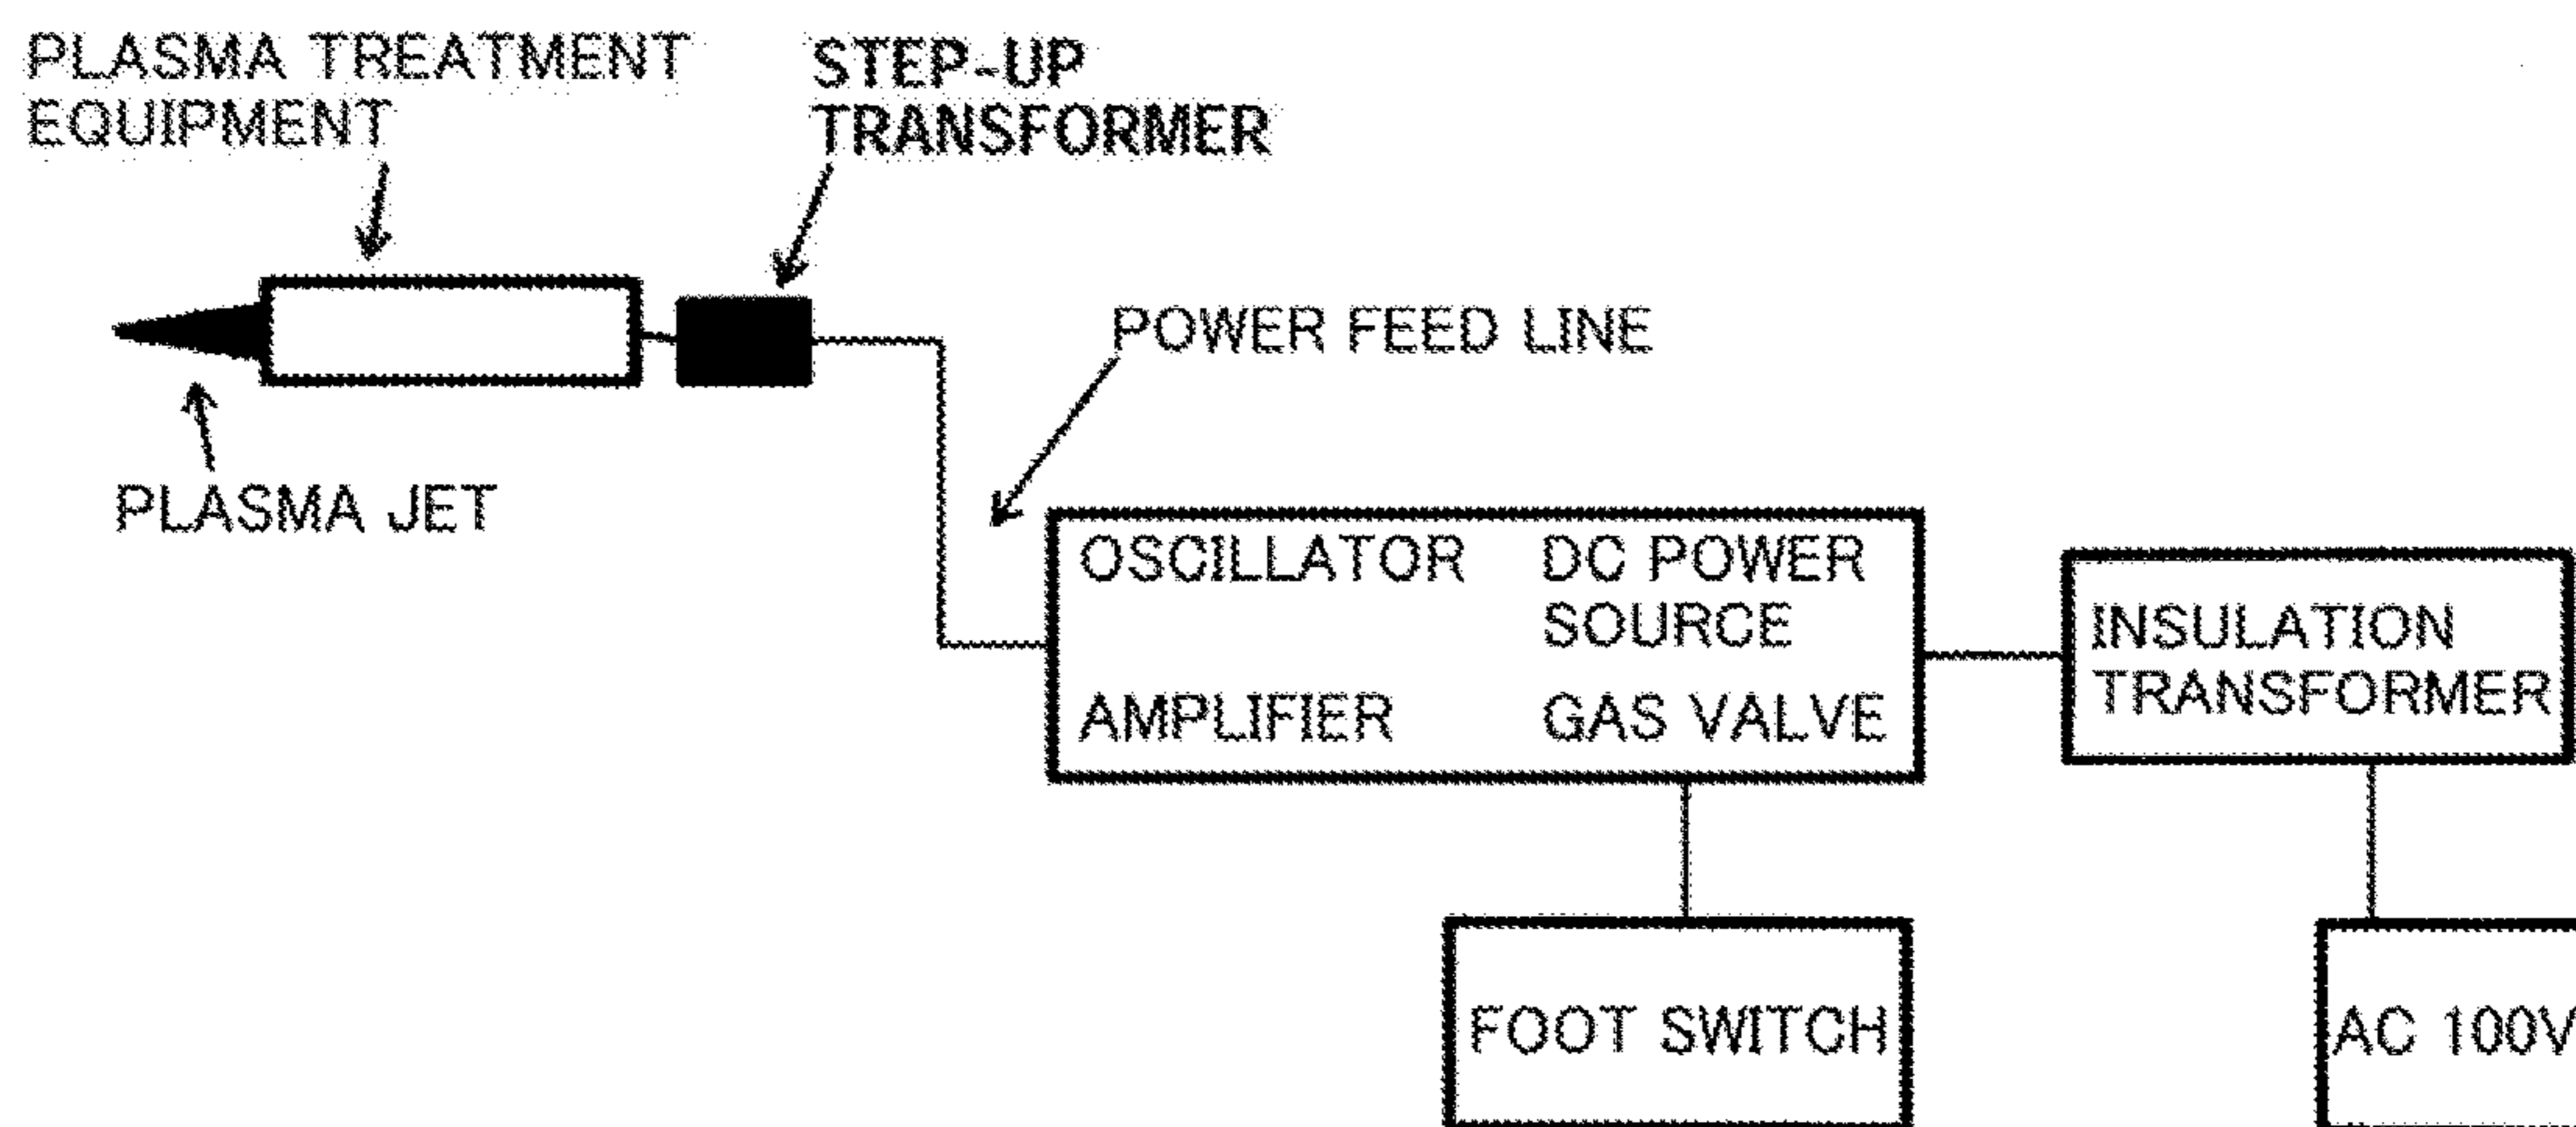 PLASMA TREATMENT
EQUIPMENT
STEP-UP
TRANSFORMER
POWER FEED LINE
PLASMA JET
OSCILLATOR
DC POWER
SOURCE
AMPLIFIER
GAS VALVE
INSULATION
TRANSFORMER
FOOT SWITCH
AC 100V